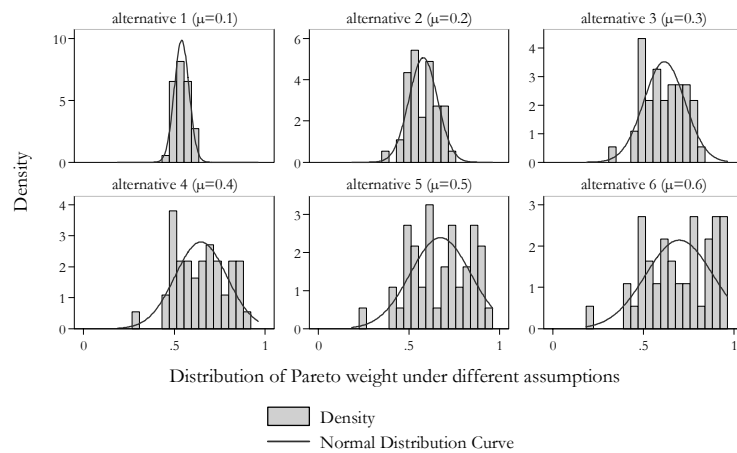 alternative 1 (μ=0.1)
alternative 2 (μ=0.2)
alternative 3 (μ=0.3)
10
5
0
6
4
2
0
4
3
2
1
0
Density
alternative 4 (μ=0.4)
alternative 5 (μ=0.5)
alternative 6 (μ=0.6)
4
3
2
1
0
3
2
1
0
3
2
1
0
0 .5 1
0 .5 1
0 .5 1
Distribution of Pareto weight under different assumptions
Density
Normal Distribution Curve